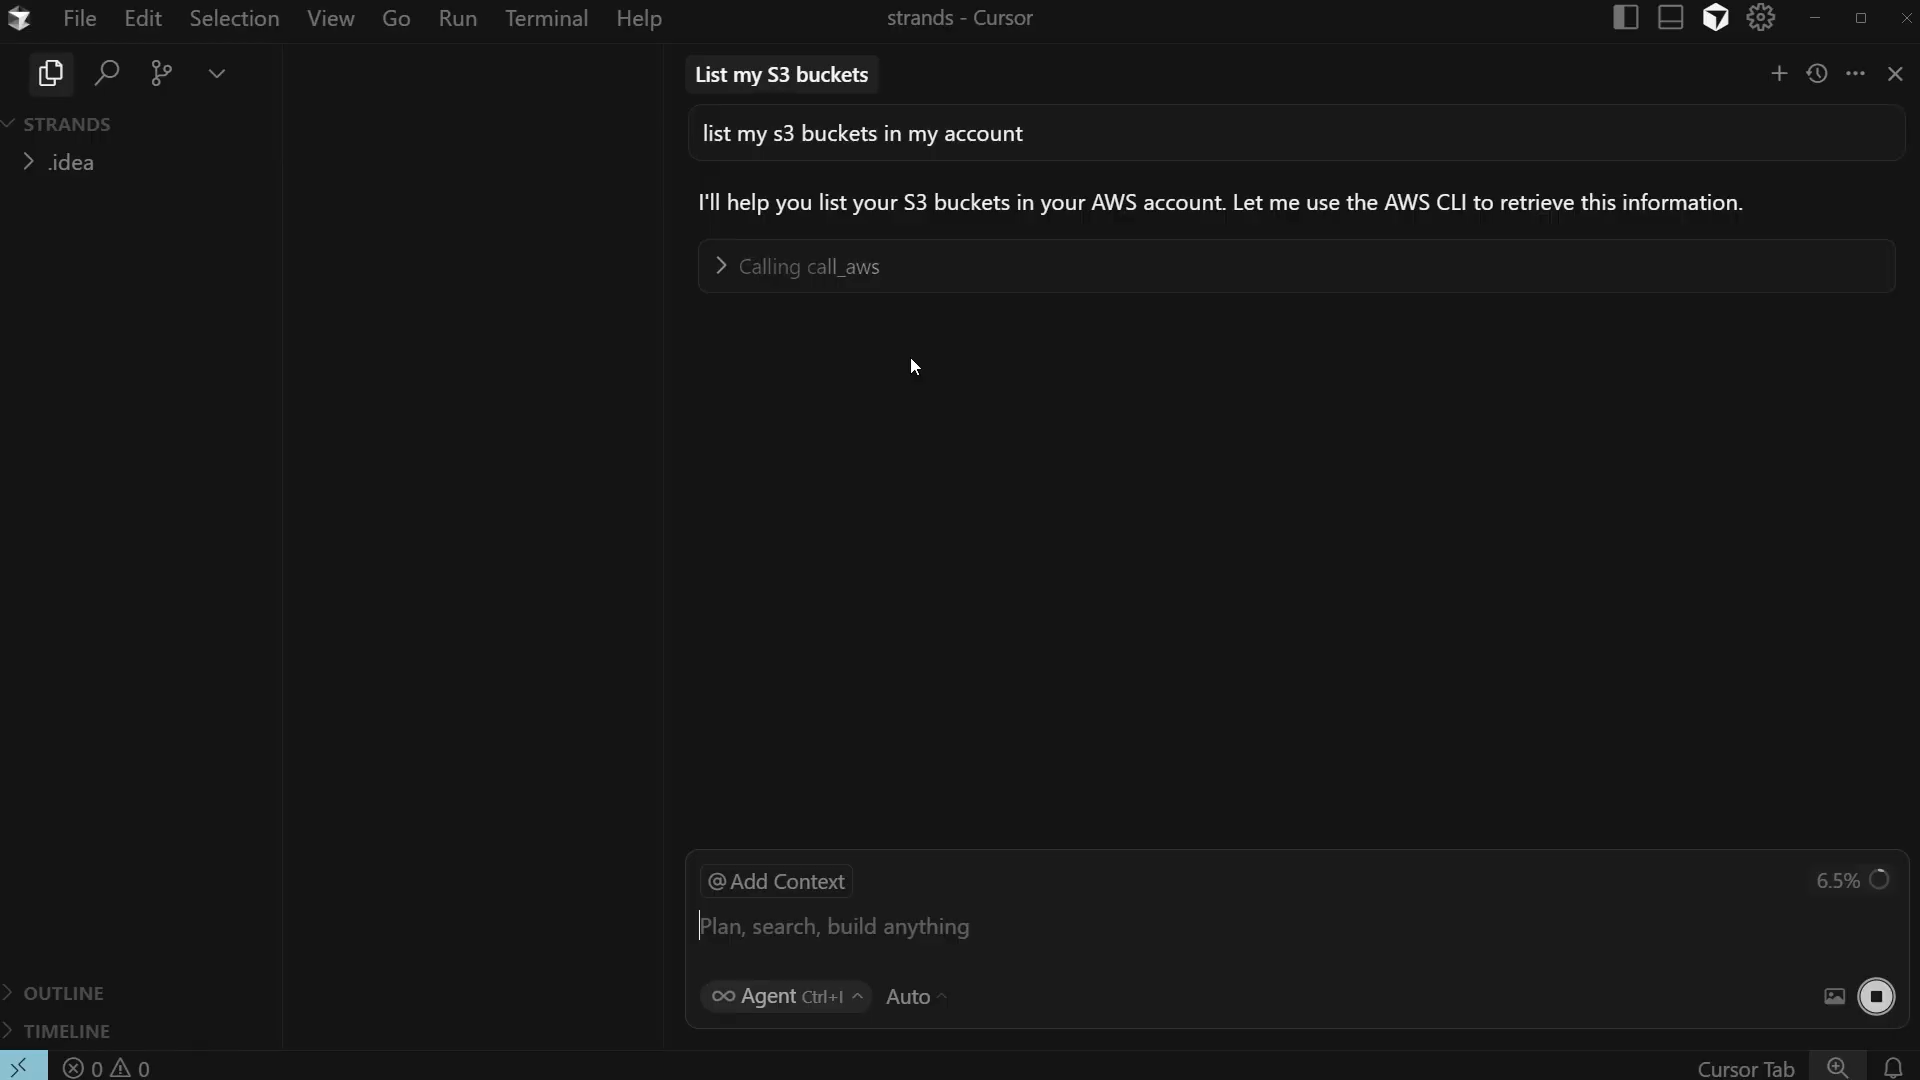 File Edit Selection View Go Run Terminal Help
strands - Cursor
STRANDS
.idea
OUTLINE
TIMELINE
List my S3 buckets
list my s3 buckets in my account
I'll help you list your S3 buckets in your AWS account. Let me use the AWS CLI to retrieve this information.
Calling call_aws
@ Add Context
6.5%
Plan, search, build anything
∞ Agent Ctrl+I Auto
0 0
Cursor Tab